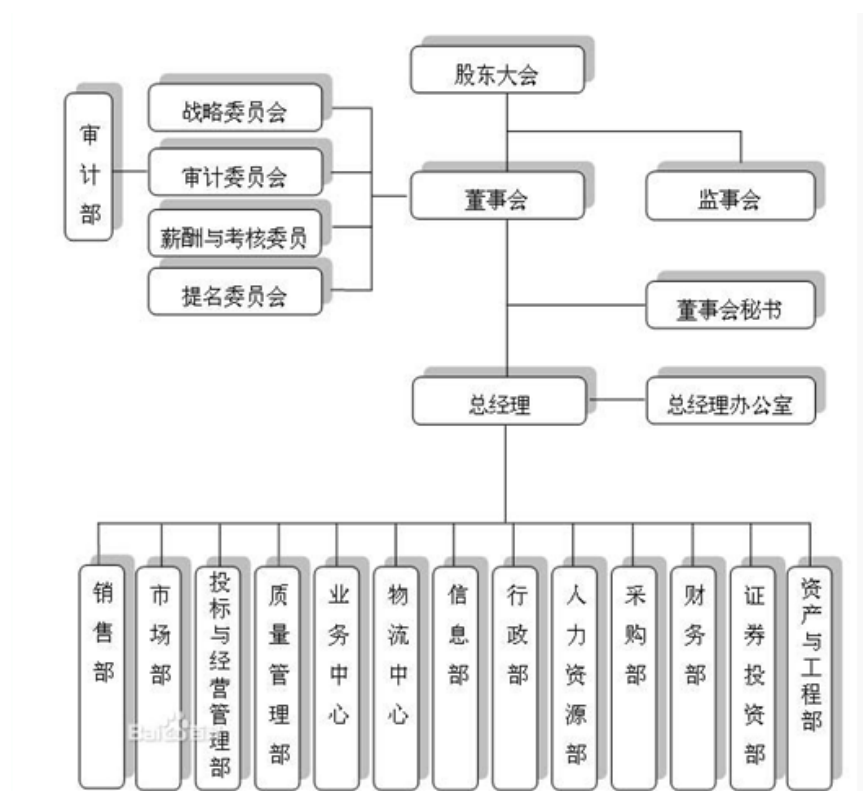 股东大会
战略委员会
审计部
审计委员会
董事会
监事会
薪酬与考核委员
提名委员会
董事会秘书
总经理
总经理办公室
销售部
市场部
投标与经营管理部
质量管理部
业务中心
物流中心
信息部
行政部
人力资源部
采购部
财务部
证券投资部
资产与工程部